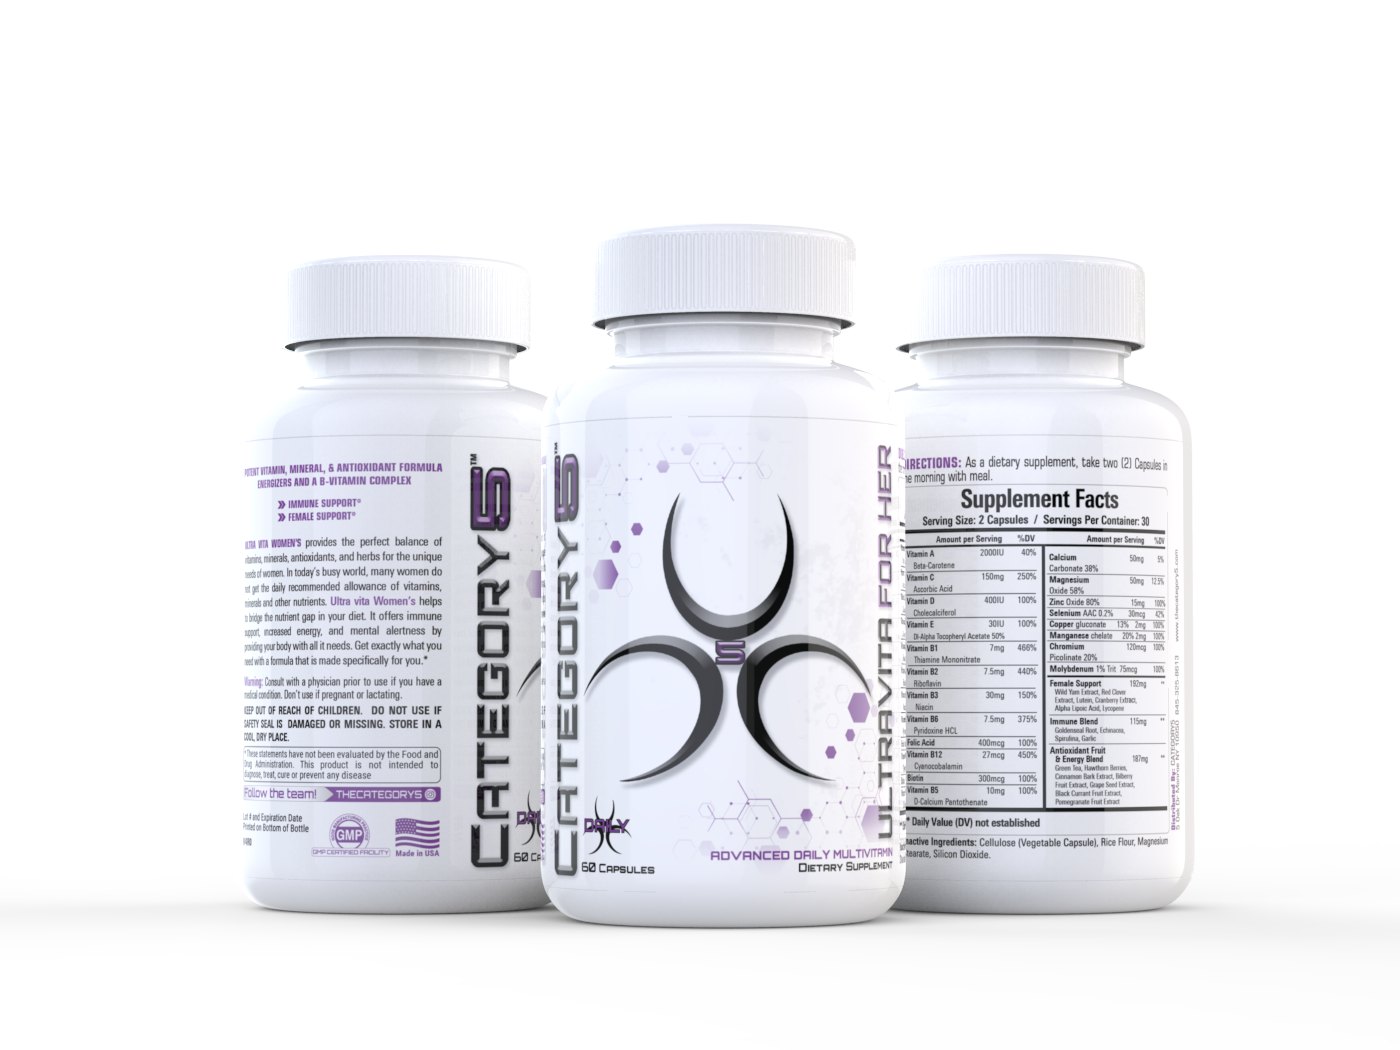 POTENT VITAMIN, MINERAL, & ANTIOXIDANT FORMULA
ENERGIZERS AND A B-VITAMIN COMPLEX
IMMUNE SUPPORT®
FEMALE SUPPORT®
ULTRA VITA WOMEN'S provides the perfect balance of
vitamins, minerals, antioxidants, and herbs for the unique
needs of women. In today's busy world, many women do
not get the daily recommended allowance of vitamins,
minerals and other nutrients. Ultra vita Women's helps
to bridge the nutrient gap in your diet. It offers immune
support, increased energy, and mental alertness by
providing your body with all it needs. Get exactly what you
need with a formula that is made specifically for you.*
Warning: Consult with a physician prior to use if you have a
medical condition. Don't use if pregnant or lactating.
KEEP OUT OF REACH OF CHILDREN. DO NOT USE IF
SAFETY SEAL IS DAMAGED OR MISSING. STORE IN A
COOL, DRY PLACE.
*These statements have not been evaluated by the Food and
Drug Administration. This product is not intended to
diagnose, treat, cure or prevent any disease
Follow the team! THECATEGORY5
Lot # and Expiration Date
Printed on Bottom of Bottle
GMP
GMP CERTIFIED FACILITY
Made in USA
CATEGORY5™
DAILY
60 Ca
CATEGORY5™
5
ULTRA VITA FOR HER
DAILY
60 Capsules
ADVANCED DAILY MULTIVITAMIN
Dietary Supplement
DIRECTIONS: As a dietary supplement, take two (2) Capsules in
the morning with meal.
Supplement Facts
Serving Size: 2 Capsules / Servings Per Container: 30
Amount per Serving %DV
Vitamin A 2000IU 40%
Beta-Carotene
Vitamin C 150mg 250%
Ascorbic Acid
Vitamin D 400IU 100%
Cholecalciferol
Vitamin E 30IU 100%
Dl-Alpha Tocopheryl Acetate 50%
Vitamin B1 7mg 466%
Thiamine Mononitrate
Vitamin B2 7.5mg 440%
Riboflavin
Vitamin B3 30mg 150%
Niacin
Vitamin B6 7.5mg 375%
Pyridoxine HCL
Folic Acid 400mcg 100%
Vitamin B12 27mcg 450%
Cyanocobalamin
Biotin 300mcg 100%
Vitamin B5 10mg 100%
D-Calcium Pantothenate
Amount per Serving %DV
Calcium 50mg 5%
Carbonate 38%
Magnesium 50mg 12.5%
Oxide 58%
Zinc Oxide 80% 15mg 100%
Selenium AAC 0.2% 30mcg 42%
Copper gluconate 13% 2mg 100%
Manganese chelate 20% 2mg 100%
Chromium 120mcg 100%
Picolinate 20%
Molybdenum 1% Trit 75mcg 100%
Female Support 192mg *
Wild Yam Extract, Red Clover
Extract, Lutein, Cranberry Extract,
Alpha Lipoic Acid, Lycopene
Immune Blend 115mg **
Goldenseal Root, Echinacea,
Spirulina, Garlic
Antioxidant Fruit
& Energy Blend 187mg **
Green Tea, Hawthorn Berries,
Cinnamon Bark Extract, Bilberry
Fruit Extract, Grape Seed Extract,
Black Currant Fruit Extract,
Pomegranate Fruit Extract
* Daily Value (DV) not established
Inactive Ingredients: Cellulose (Vegetable Capsule), Rice Flour, Magnesium
Stearate, Silicon Dioxide.
Distributed By: CATEGORY5
845-325-8613 www.thecategory5.com